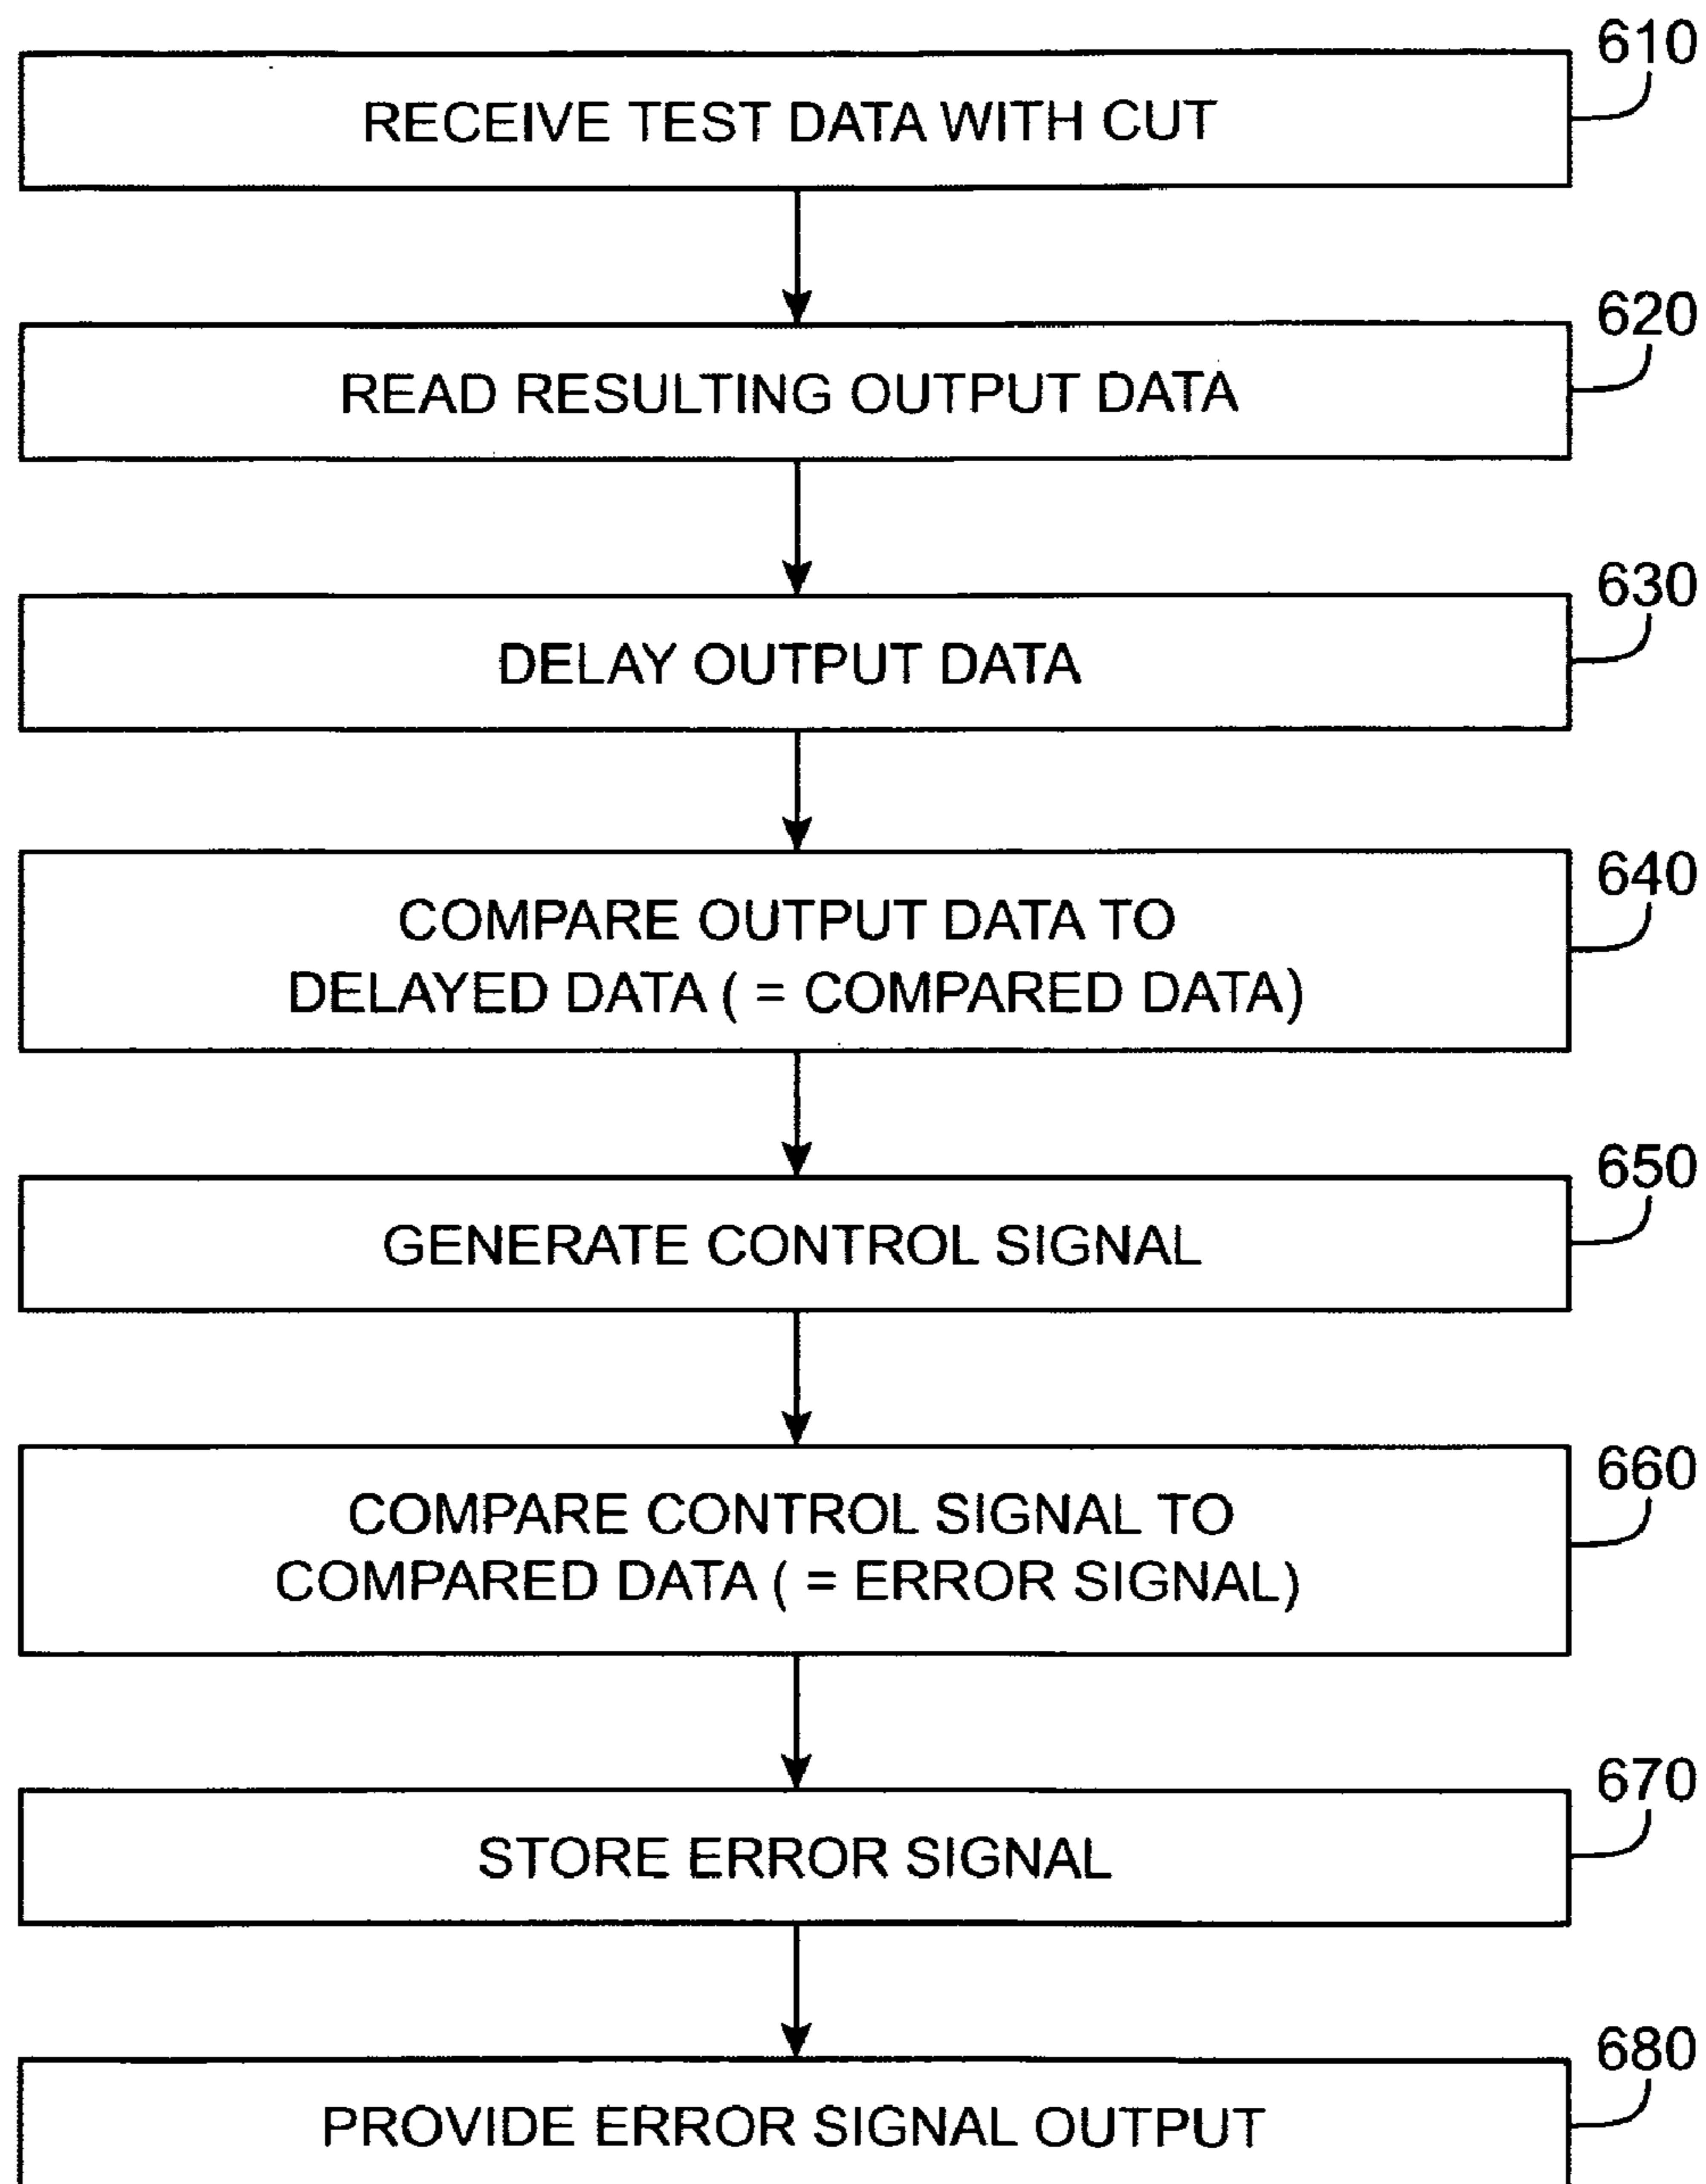 610
RECEIVE TEST DATA WITH CUT
620
READ RESULTING OUTPUT DATA
630
DELAY OUTPUT DATA
640
COMPARE OUTPUT DATA TO
DELAYED DATA ( = COMPARED DATA)
650
GENERATE CONTROL SIGNAL
660
COMPARE CONTROL SIGNAL TO
COMPARED DATA ( = ERROR SIGNAL)
670
STORE ERROR SIGNAL
680
PROVIDE ERROR SIGNAL OUTPUT